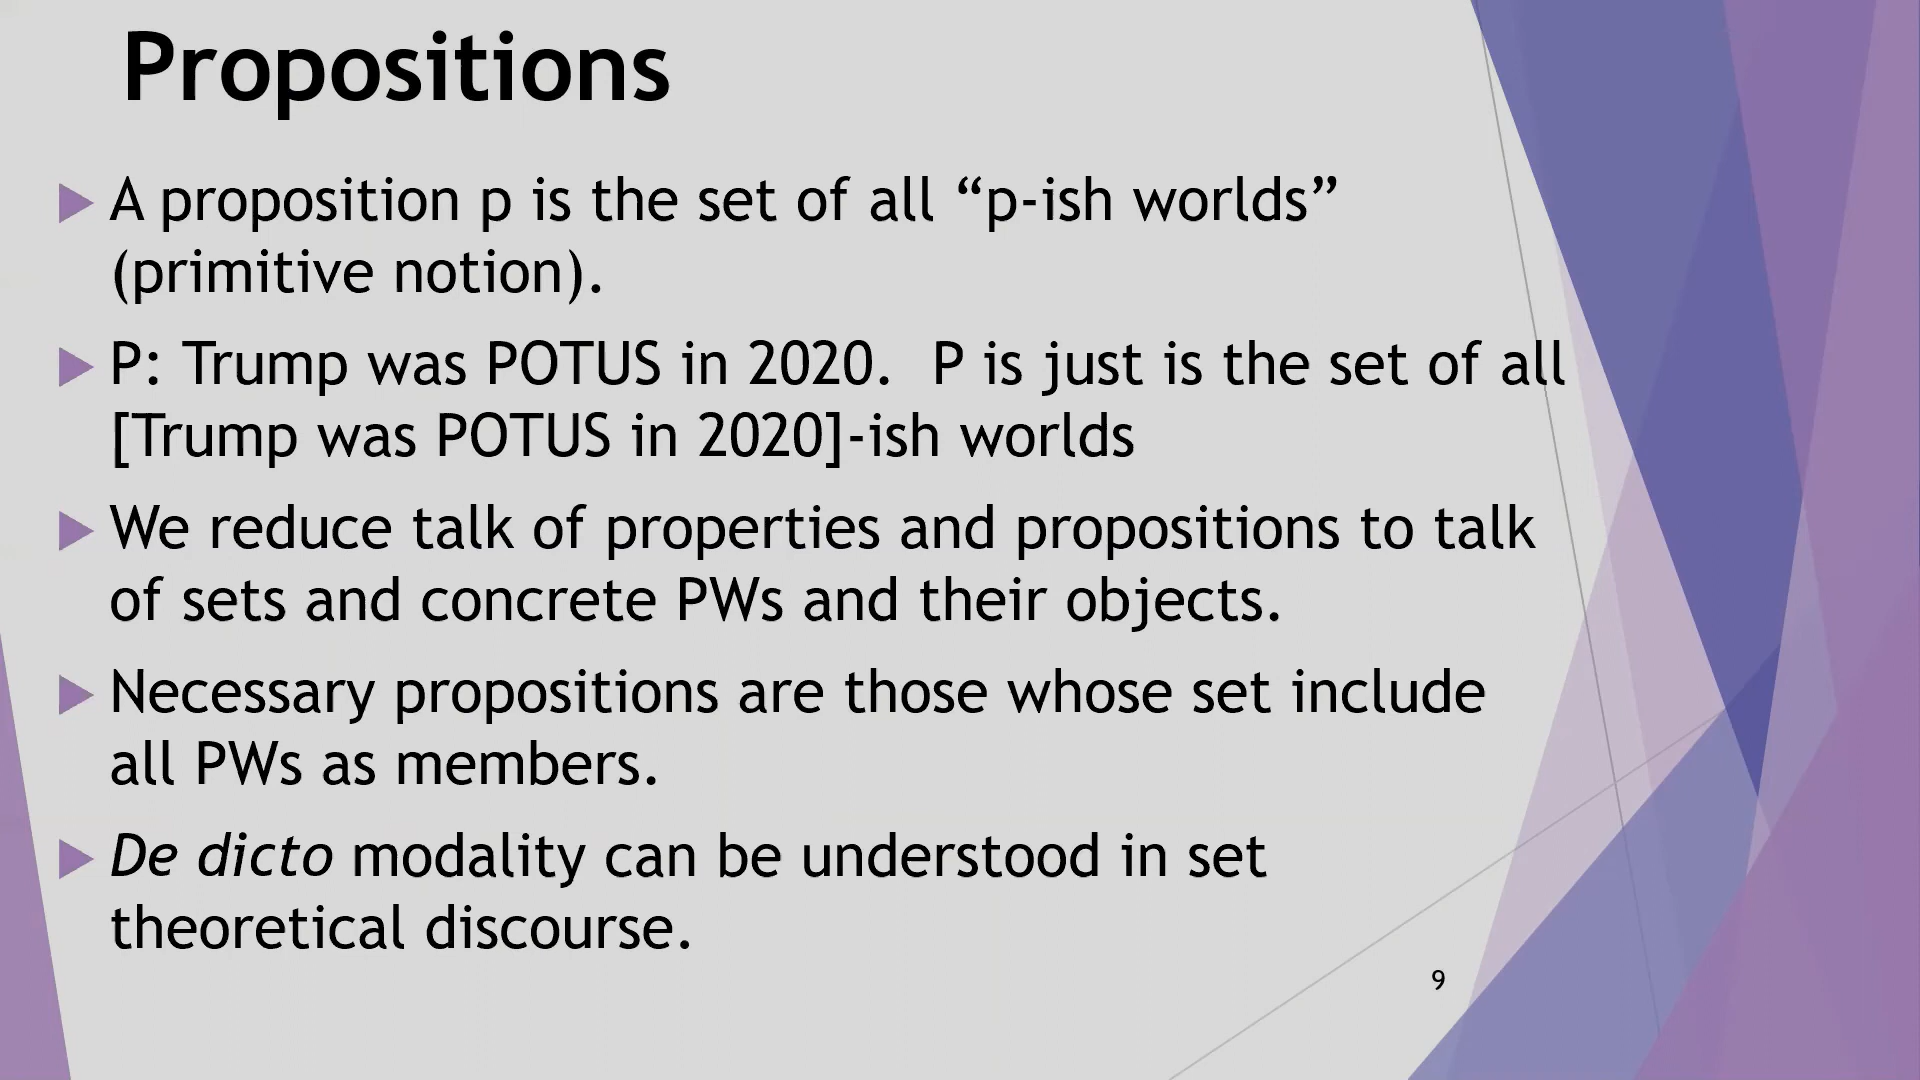 Propositions
A proposition p is the set of all “p-ish worlds”
(primitive notion).
P: Trump was POTUS in 2020.  P is just is the set of all
[Trump was POTUS in 2020]-ish worlds
We reduce talk of properties and propositions to talk
of sets and concrete PWs and their objects.
Necessary propositions are those whose set include
all PWs as members.
De dicto modality can be understood in set
theoretical discourse.
9